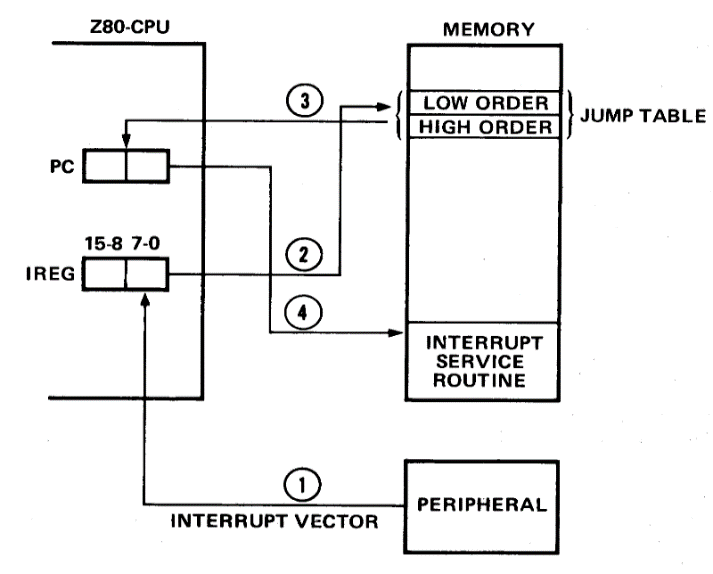 Z80-CPU
MEMORY
3
LOW ORDER
HIGH ORDER
JUMP TABLE
PC
15-8 7-0
IREG
2
4
INTERRUPT
SERVICE
ROUTINE
1
INTERRUPT VECTOR
PERIPHERAL